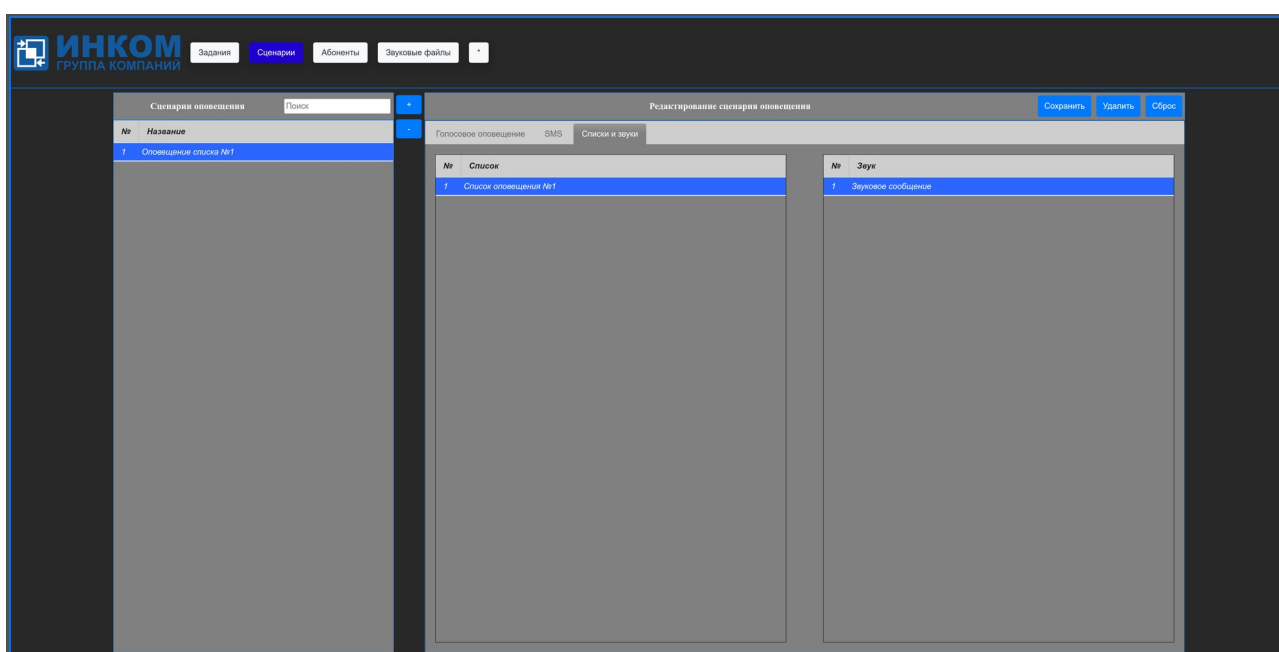 ИНКОМ
ГРУППА КОМПАНИЙ
Задания Сценарии Абоненты Звуковые файлы *
Сценарии оповещения Поиск + Редактирование сценария оповещения Сохранить Удалить Сброс
№ Название -
1 Оповещение списка №1
Голосовое оповещение SMS Списки и звуки
№ Список № Звук
1 Список оповещения №1 1 Звуковое сообщение